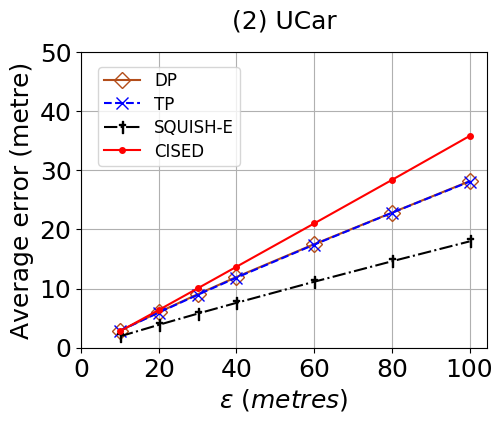 (2) UCar
Average error (metre)
50
40
30
20
10
0
DP
TP
SQUISH-E
CISED
0 20 40 60 80 100
ε (metres)